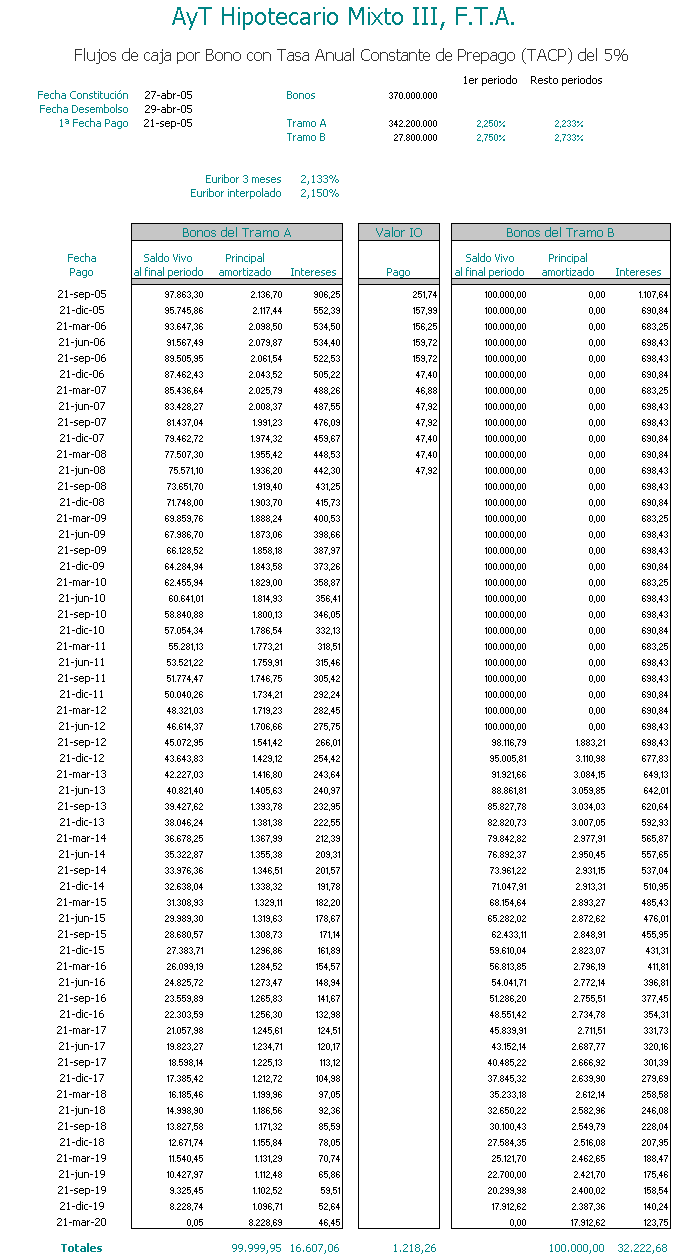 AyT Hipotecario Mixto III, F.T.A.
Flujos de caja por Bono con Tasa Anual Constante de Prepago (TACP) del 5%
1er periodo Resto periodos
Fecha Constitución 27-abr-05 Bonos 370.000.000
Fecha Desembolso 29-abr-05
1ª Fecha Pago 21-sep-05 Tramo A 342.200.000 2,250% 2,233%
Tramo B 27.800.000 2,750% 2,733%
Euribor 3 meses 2,133%
Euribor interpolado 2,150%
Bonos del Tramo A Valor IO Bonos del Tramo B
Fecha Saldo Vivo Principal Saldo Vivo Principal
Pago al final periodo amortizado Intereses Pago al final periodo amortizado Intereses
21-sep-05 97.863,30 2.136,70 906,25 251,74 100.000,00 0,00 1.107,64
21-dic-05 95.745,86 2.117,44 552,39 157,99 100.000,00 0,00 690,84
21-mar-06 93.647,36 2.098,50 534,50 156,25 100.000,00 0,00 683,25
21-jun-06 91.567,49 2.079,87 534,40 159,72 100.000,00 0,00 698,43
21-sep-06 89.505,95 2.061,54 522,53 159,72 100.000,00 0,00 698,43
21-dic-06 87.462,43 2.043,52 505,22 47,40 100.000,00 0,00 690,84
21-mar-07 85.436,64 2.025,79 488,26 46,88 100.000,00 0,00 683,25
21-jun-07 83.428,27 2.008,37 487,55 47,92 100.000,00 0,00 698,43
21-sep-07 81.437,04 1.991,23 476,09 47,92 100.000,00 0,00 698,43
21-dic-07 79.462,72 1.974,32 459,67 47,40 100.000,00 0,00 690,84
21-mar-08 77.507,30 1.955,42 448,53 47,40 100.000,00 0,00 690,84
21-jun-08 75.571,10 1.936,20 442,30 47,92 100.000,00 0,00 698,43
21-sep-08 73.651,70 1.919,40 431,25 100.000,00 0,00 698,43
21-dic-08 71.748,00 1.903,70 415,73 100.000,00 0,00 690,84
21-mar-09 69.859,76 1.888,24 400,53 100.000,00 0,00 683,25
21-jun-09 67.986,70 1.873,06 398,66 100.000,00 0,00 698,43
21-sep-09 66.128,52 1.858,18 387,97 100.000,00 0,00 698,43
21-dic-09 64.284,94 1.843,58 373,26 100.000,00 0,00 690,84
21-mar-10 62.455,94 1.829,00 358,87 100.000,00 0,00 683,25
21-jun-10 60.641,01 1.814,93 356,41 100.000,00 0,00 698,43
21-sep-10 58.840,88 1.800,13 346,05 100.000,00 0,00 698,43
21-dic-10 57.054,34 1.786,54 332,13 100.000,00 0,00 690,84
21-mar-11 55.281,13 1.773,21 318,51 100.000,00 0,00 683,25
21-jun-11 53.521,22 1.759,91 315,46 100.000,00 0,00 698,43
21-sep-11 51.774,47 1.746,75 305,42 100.000,00 0,00 698,43
21-dic-11 50.040,26 1.734,21 292,24 100.000,00 0,00 690,84
21-mar-12 48.321,03 1.719,23 282,45 100.000,00 0,00 690,84
21-jun-12 46.614,37 1.706,66 275,75 100.000,00 0,00 698,43
21-sep-12 45.072,95 1.541,42 266,01 98.116,79 1.883,21 698,43
21-dic-12 43.643,83 1.429,12 254,42 95.005,81 3.110,98 677,83
21-mar-13 42.227,03 1.416,80 243,64 91.921,66 3.084,15 649,13
21-jun-13 40.821,40 1.405,63 240,97 88.861,81 3.059,85 642,01
21-sep-13 39.427,62 1.393,78 232,95 85.827,78 3.034,03 620,64
21-dic-13 38.046,24 1.381,38 222,55 82.820,73 3.007,05 592,93
21-mar-14 36.678,25 1.367,99 212,39 79.842,82 2.977,91 565,87
21-jun-14 35.322,87 1.355,38 209,31 76.892,37 2.950,45 557,65
21-sep-14 33.976,36 1.346,51 201,57 73.961,22 2.931,15 537,04
21-dic-14 32.638,04 1.338,32 191,78 71.047,91 2.913,31 510,95
21-mar-15 31.308,93 1.329,11 182,20 68.154,64 2.893,27 485,43
21-jun-15 29.989,30 1.319,63 178,67 65.282,02 2.872,62 476,01
21-sep-15 28.680,57 1.308,73 171,14 62.433,11 2.848,91 455,95
21-dic-15 27.383,71 1.296,86 161,89 59.610,04 2.823,07 431,31
21-mar-16 26.099,19 1.284,52 154,57 56.813,85 2.796,19 411,81
21-jun-16 24.825,72 1.273,47 148,94 54.041,71 2.772,14 396,81
21-sep-16 23.559,89 1.265,83 141,67 51.286,20 2.755,51 377,45
21-dic-16 22.303,59 1.256,30 132,98 48.551,42 2.734,78 354,31
21-mar-17 21.057,98 1.245,61 124,51 45.839,91 2.711,51 331,73
21-jun-17 19.823,27 1.234,71 120,17 43.152,14 2.687,77 320,16
21-sep-17 18.598,14 1.225,13 113,12 40.485,22 2.666,92 301,39
21-dic-17 17.385,42 1.212,72 104,98 37.845,32 2.639,90 279,69
21-mar-18 16.185,46 1.199,96 97,05 35.233,18 2.612,14 258,58
21-jun-18 14.998,90 1.186,56 92,36 32.650,22 2.582,96 246,08
21-sep-18 13.827,58 1.171,32 85,59 30.100,43 2.549,79 228,04
21-dic-18 12.671,74 1.155,84 78,05 27.584,35 2.516,08 207,95
21-mar-19 11.540,45 1.131,29 70,74 25.121,70 2.462,65 188,47
21-jun-19 10.427,97 1.112,48 65,86 22.700,00 2.421,70 175,46
21-sep-19 9.325,45 1.102,52 59,51 20.299,98 2.400,02 158,54
21-dic-19 8.228,74 1.096,71 52,64 17.912,62 2.387,36 140,24
21-mar-20 0,05 8.228,69 46,45 0,00 17.912,62 123,75
Totales 99.999,95 16.607,06 1.218,26 100.000,00 32.222,68